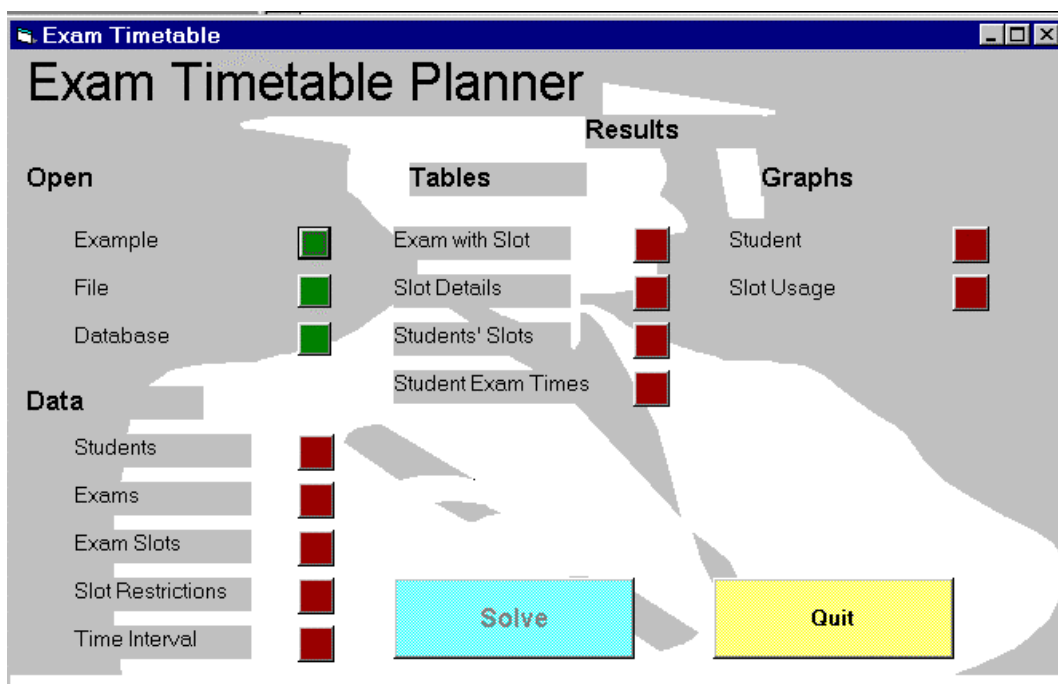 Exam Timetable
Exam Timetable Planner
Results
Open
Tables
Graphs
Example
Exam with Slot
Student
File
Slot Details
Slot Usage
Database
Students' Slots
Student Exam Times
Data
Students
Exams
Exam Slots
Slot Restrictions
Time Interval
Solve
Quit